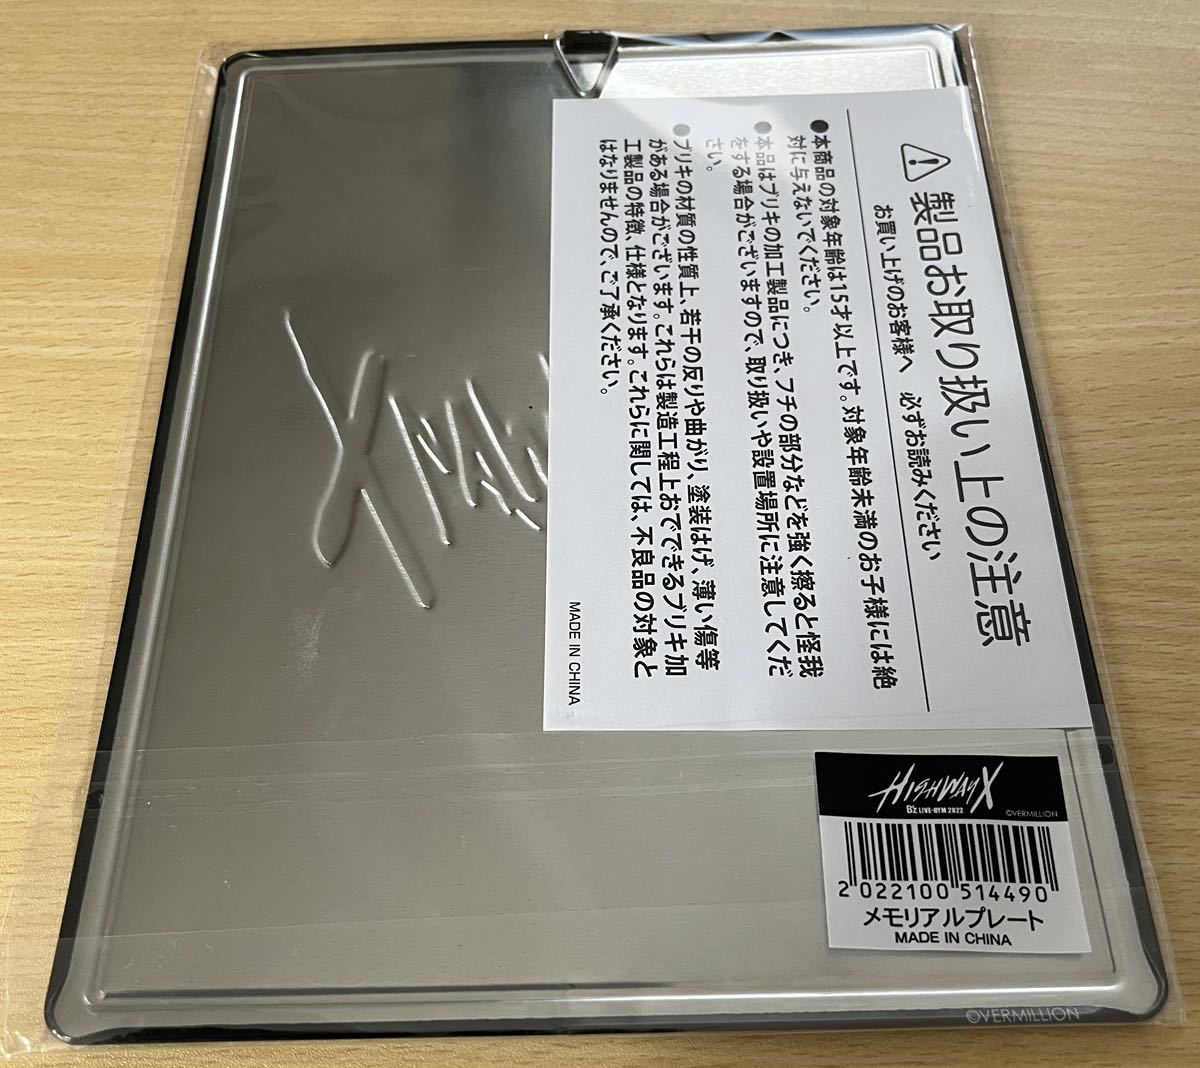 製品お取り扱い上の注意
お買い上げのお客様へ 必ずお読みください
●本商品の対象年齢は15才以上です。対象年齢未満のお子様には絶
対に与えないでください。
●本品はブリキの加工製品につき、フチの部分などを強く擦ると怪我
をする場合がございますので、取り扱いや設置場所に注意してくだ
さい。
●ブリキの材質の性質上、若干の反りや曲がり、塗装はげ、薄い傷等
がある場合がございます。これらは製造工程上おでできるブリキ加
工製品の特徴、仕様となります。これらに関しては、不良品の対象と
はなりませんので、ご了承ください。
MADE IN CHINA
HIGHWAY X
B'z LIVE-GYM 2022
©VERMILLION
2 022100 514490
メモリアルプレート
MADE IN CHINA
©VERMILLION